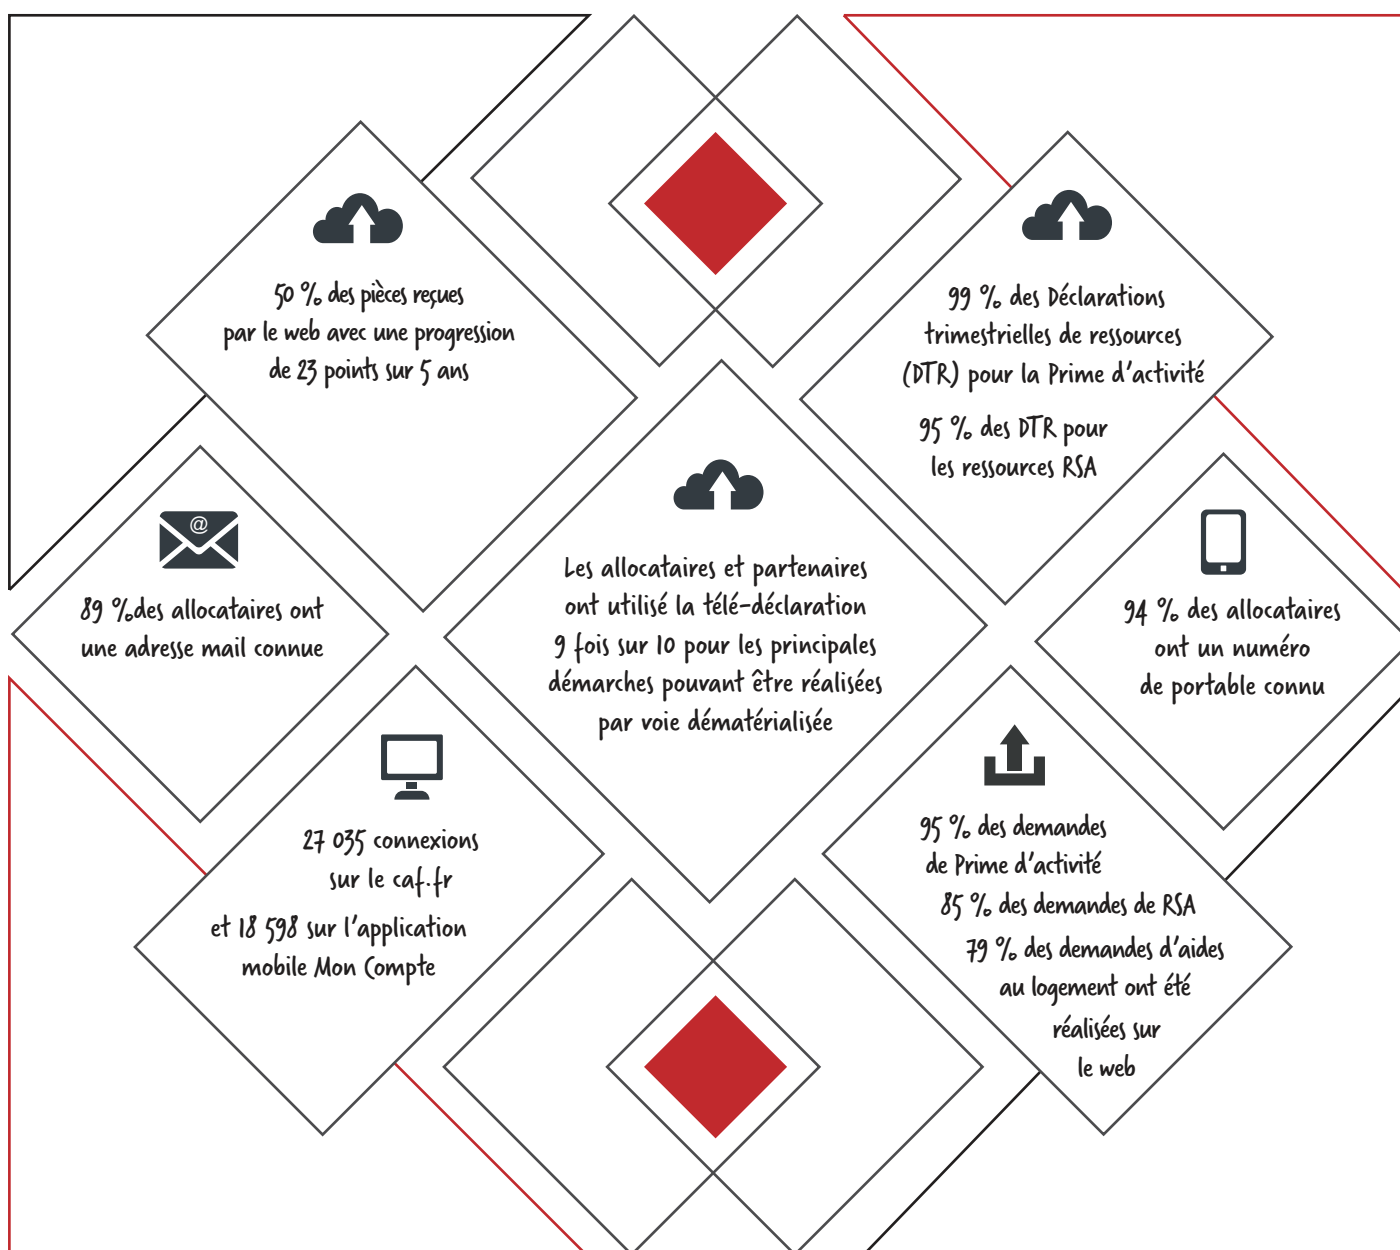 50 % des pièces reçues
par le web avec une progression
de 23 points sur 5 ans
99 % des Déclarations
trimestrielles de ressources
(DTR) pour la Prime d'activité
95 % des DTR pour
les ressources RSA
@
89 %des allocataires ont
une adresse mail connue
Les allocataires et partenaires
ont utilisé la télé-déclaration
9 fois sur 10 pour les principales
démarches pouvant être réalisées
par voie dématérialisée
94 % des allocataires
ont un numéro
de portable connu
27 035 connexions
sur le caf.fr
et 18 598 sur l'application
mobile Mon Compte
95 % des demandes
de Prime d'activité
85 % des demandes de RSA
79 % des demandes d'aides
au logement ont été
réalisées sur
le web